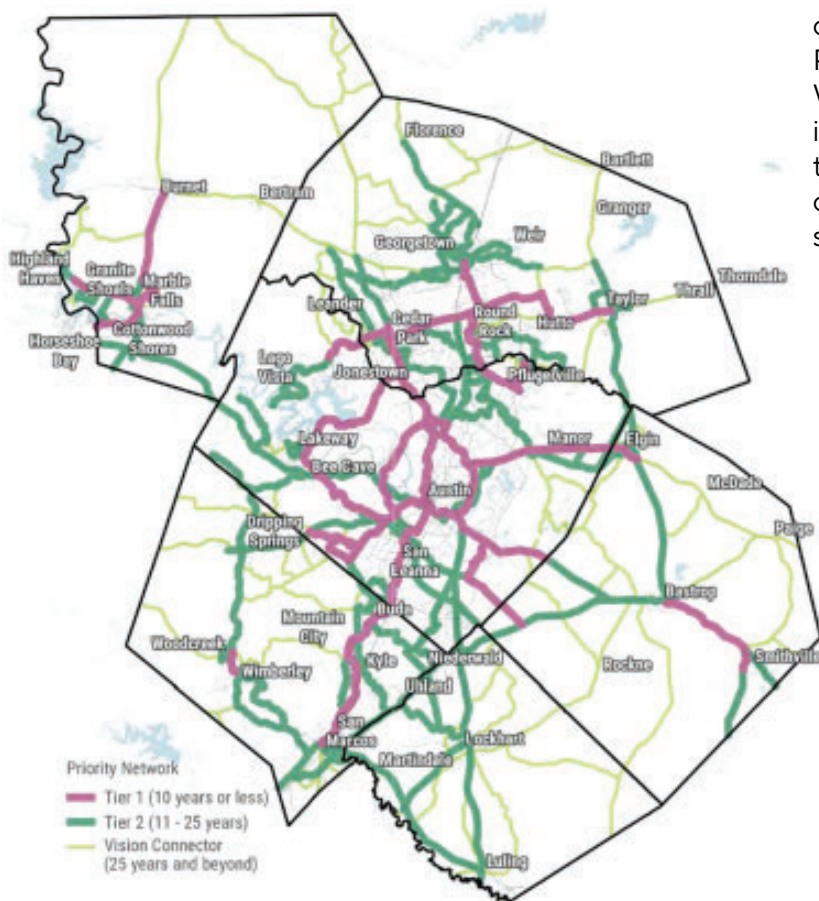 Florence
Bartlett
Burnet
Bertram
Granger
Georgetown
Weir
Highland
Haven
Granite
Shoals
Marble
Falls
Leander
Cedar
Park
Round
Rock
Hutto
Taylor
Thrall
Thorndale
Horseshoe
Bay
Cottonwood
Shores
Lago
Vista
Jonestown
Pflugerville
Lakeway
Manor
Elgin
Bee Cave
McDade
Austin
Dripping
Springs
Paige
San
Leanna
Bastrop
Mountain
City
Buda
Woodcreek
Kyle
Niederwald
Rockne
Smithville
Wimberley
Uhland
San
Marcos
Lockhart
Martindale
Luling
Priority Network
Tier 1 (10 years or less)
Tier 2 (11 - 25 years)
Vision Connector
(25 years and beyond)